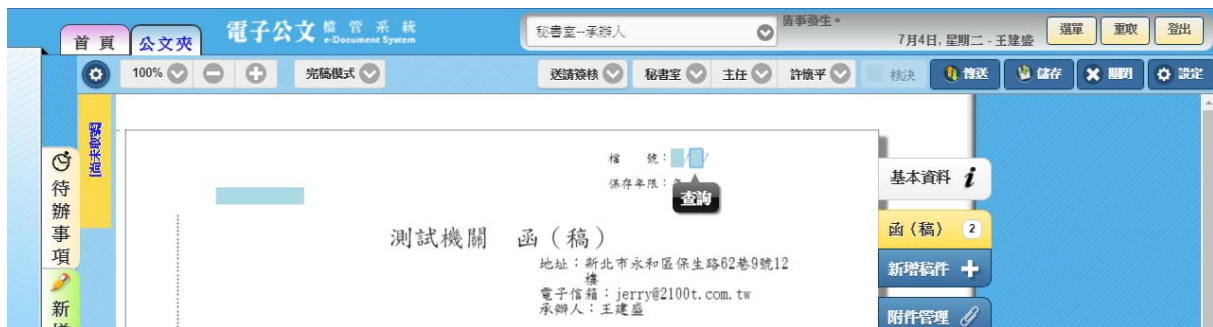 首頁
公文夾
電子公文 檔管系統
e-Document System
秘書室--承辦人
7月4日, 星期二 - 王建盛
選單
重取
登出
100%
完稿模式
送請簽核
秘書室
主任
許懷平
核決
傳送
儲存
關閉
設定
待辦事項
檔 號： / /
保存年限：
查詢
測試機關 函（稿）
地址：新北市永和區保生路62巷9號12
樓
電子信箱：jerry@2100t.com.tw
承辦人：王建盛
基本資料
函（稿） 2
新增稿件
附件管理